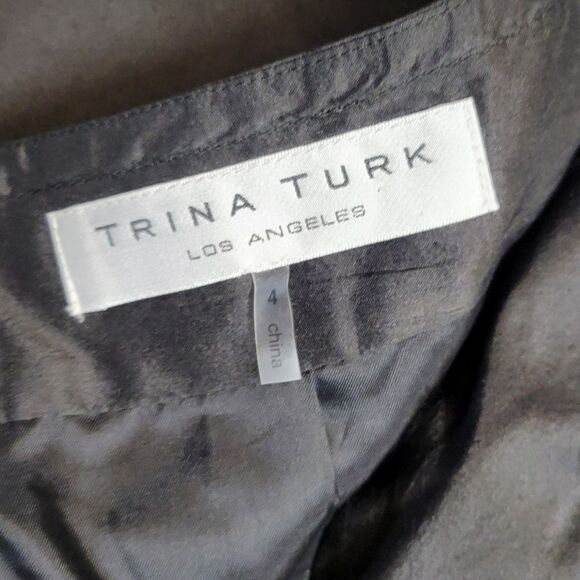 TRINA TURK
LOS ANGELES
4
china